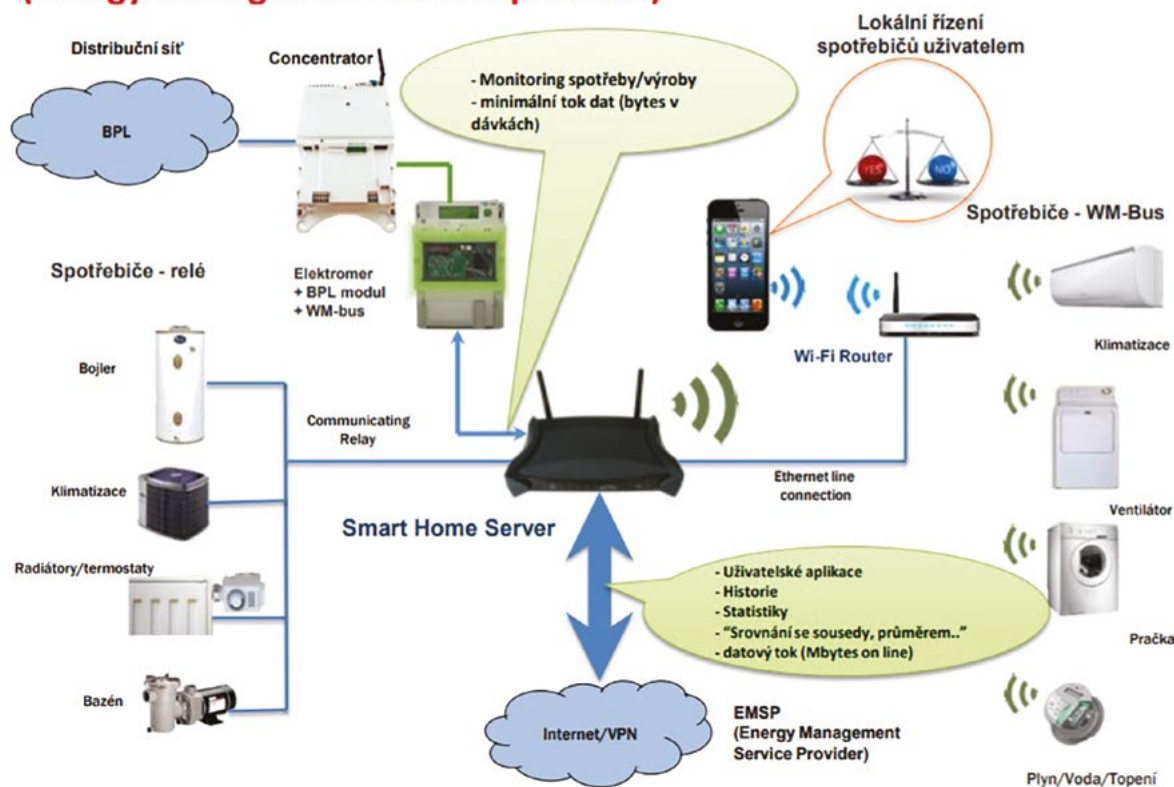 Distribuční síť
BPL
Concentrator
- Monitoring spotřeby/výroby
- minimální tok dat (bytes v
dávkách)
Lokální řízení
spotřebičů uživatelem
YES
NO
Spotřebiče - WM-Bus
Spotřebiče - relé
Elektromer
+ BPL modul
+ WM-bus
Wi-Fi Router
Klimatizace
Bojler
Communicating
Relay
Ethernet line
connection
Klimatizace
Smart Home Server
Ventilátor
Radiátory/termostaty
- Uživatelské aplikace
- Historie
- Statistiky
- "Srovnání se sousedy, průměrem.."
- datový tok (Mbytes on line)
Pračka
Bazén
Internet/VPN
EMSP
(Energy Management
Service Provider)
Plyn/Voda/Topení